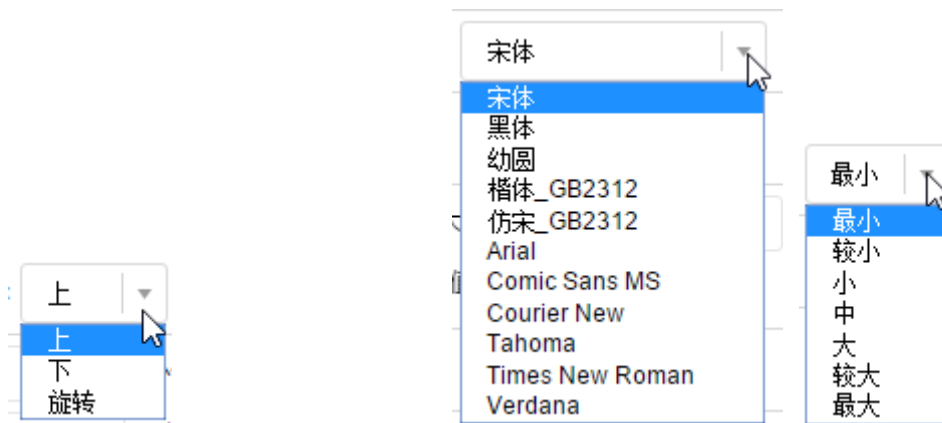 上
上
下
旋转
宋体
宋体
黑体
幼圆
楷体_GB2312
仿宋_GB2312
Arial
Comic Sans MS
Courier New
Tahoma
Times New Roman
Verdana
最小
最小
较小
小
中
大
较大
最大